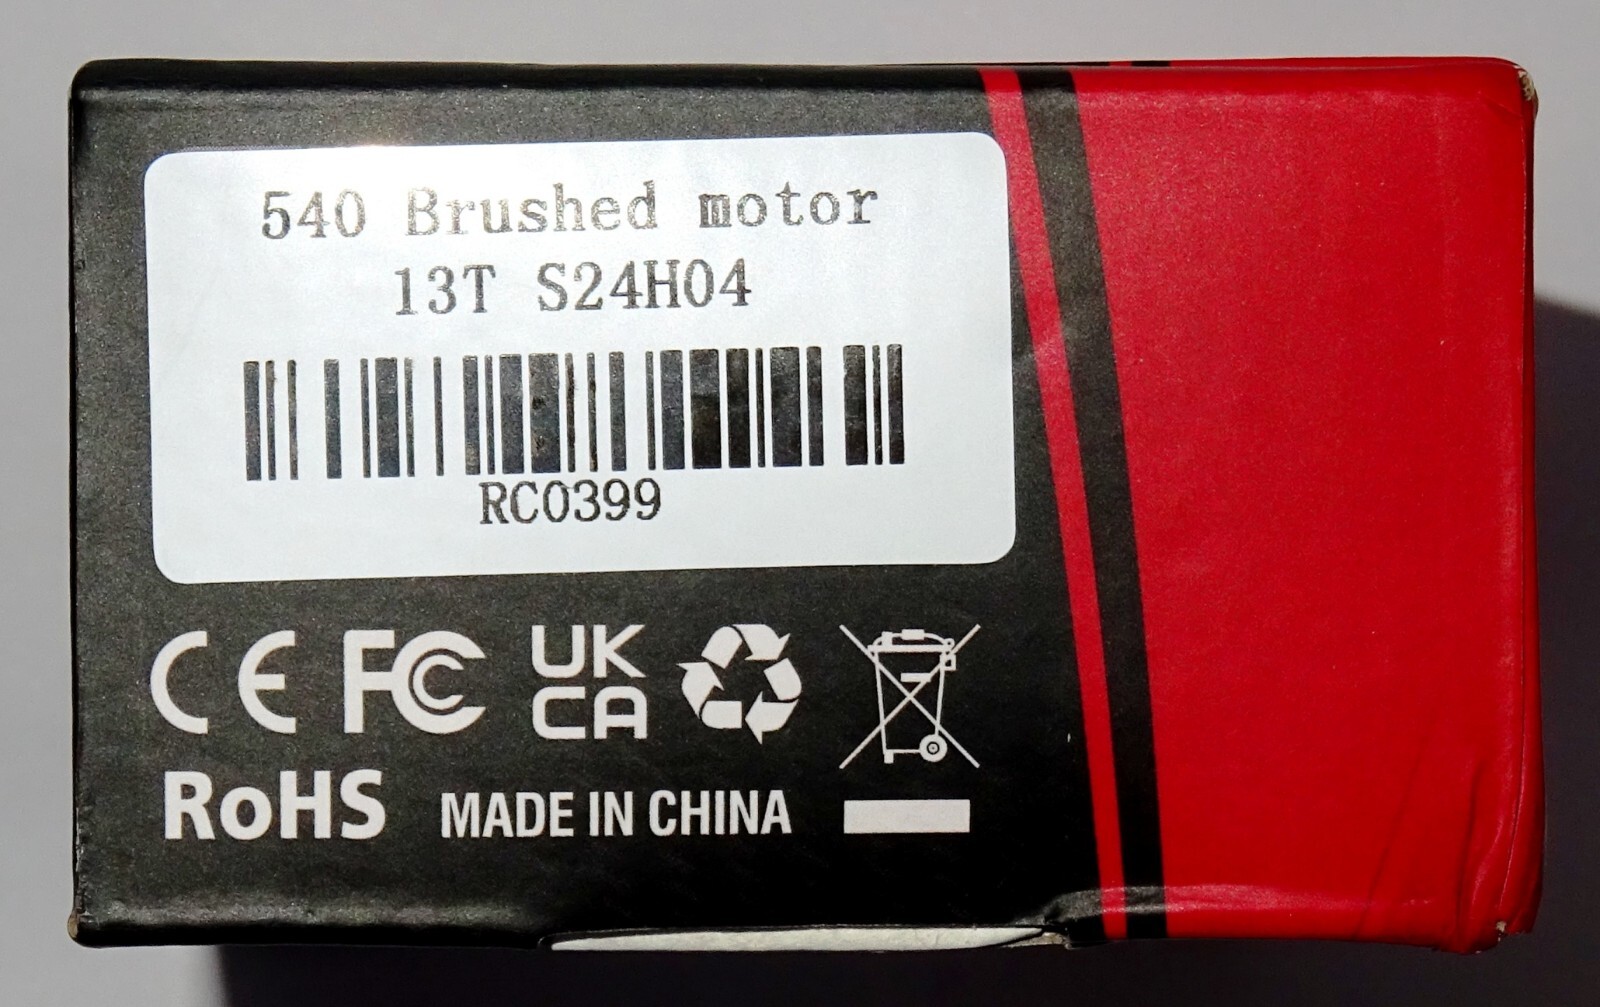 540 Brushed motor
13T S24H04
RC0399
CE FC UK CA
RoHS MADE IN CHINA